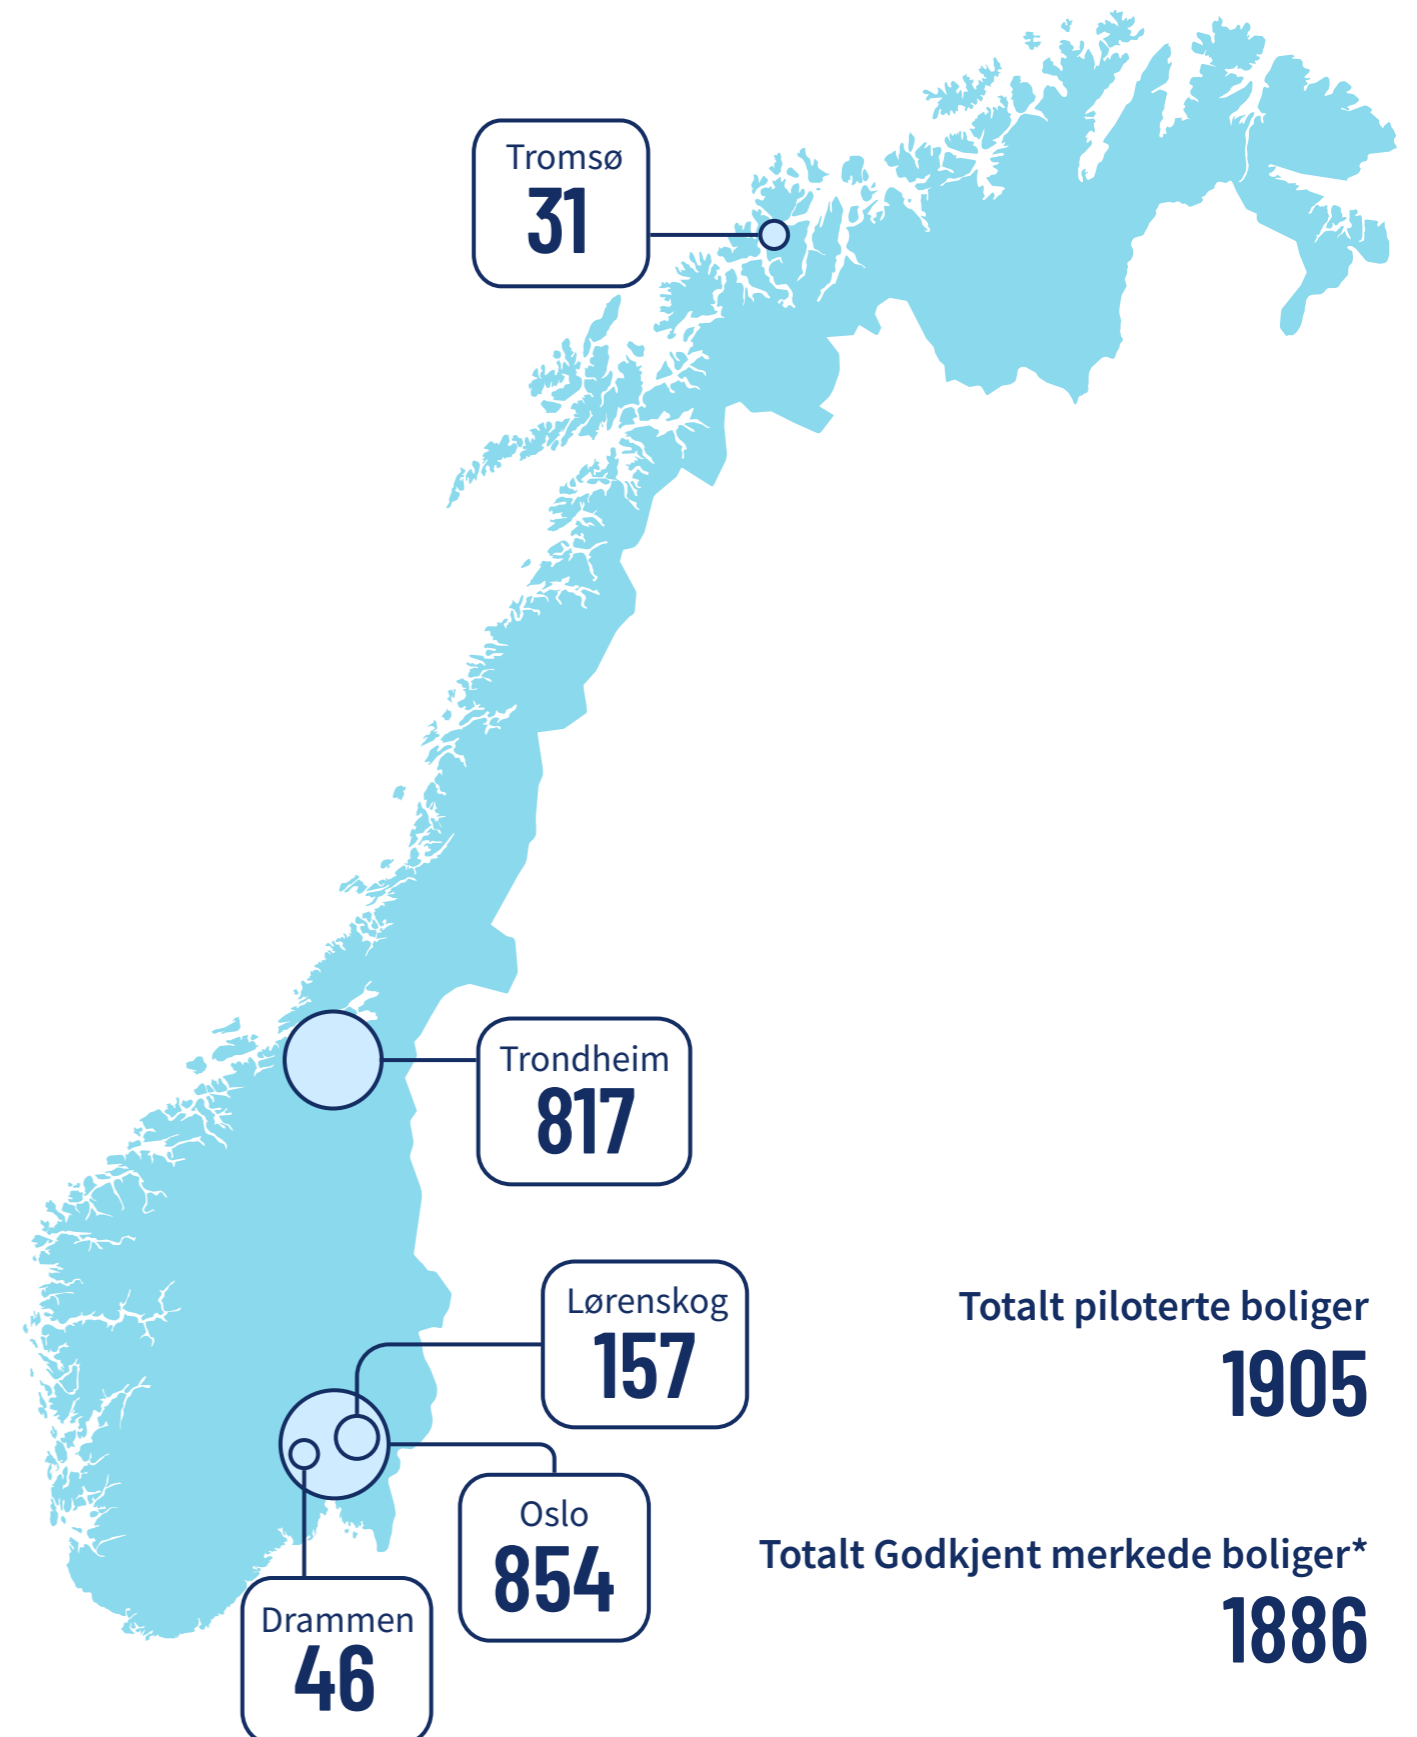 Tromsø
31
Trondheim
817
Lørenskog
157
Totalt piloterte boliger
1905
Oslo
854
Totalt Godkjent merkede boliger*
1886
Drammen
46